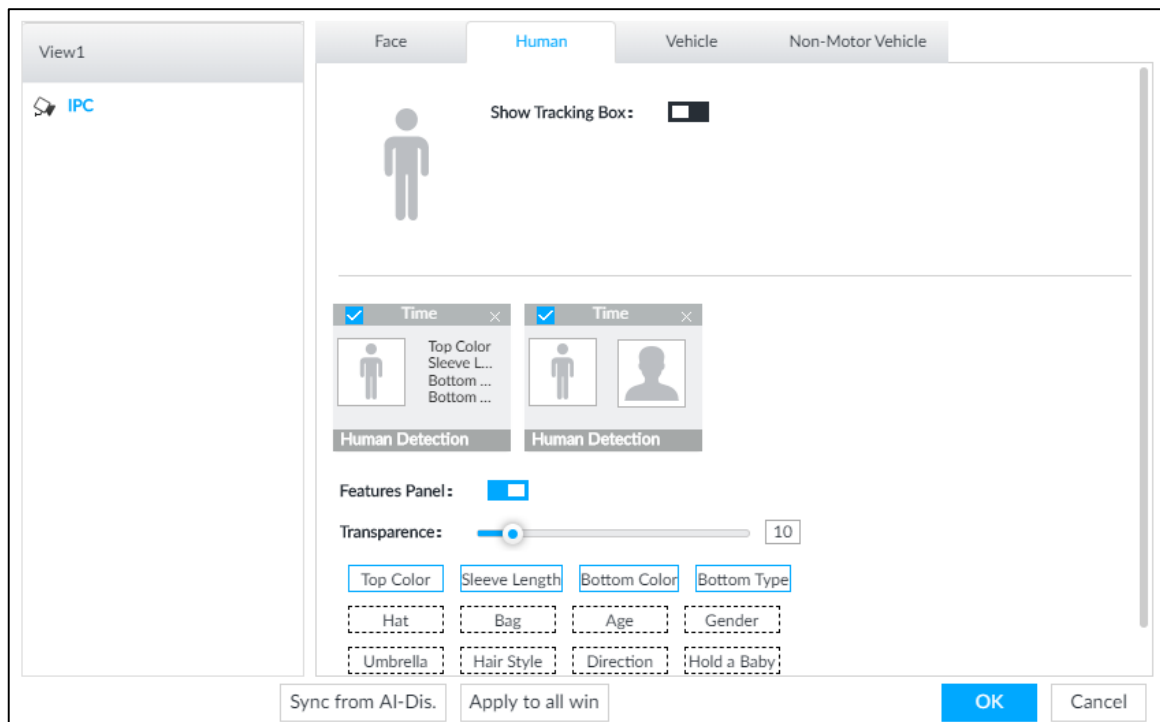 View1
IPC
Face Human Vehicle Non-Motor Vehicle
Show Tracking Box:
Time
Top Color
Sleeve L...
Bottom ...
Bottom ...
Human Detection
Time
Human Detection
Features Panel:
Transparence: 10
Top Color Sleeve Length Bottom Color Bottom Type
Hat Bag Age Gender
Umbrella Hair Style Direction Hold a Baby
Sync from AI-Dis. Apply to all win OK Cancel